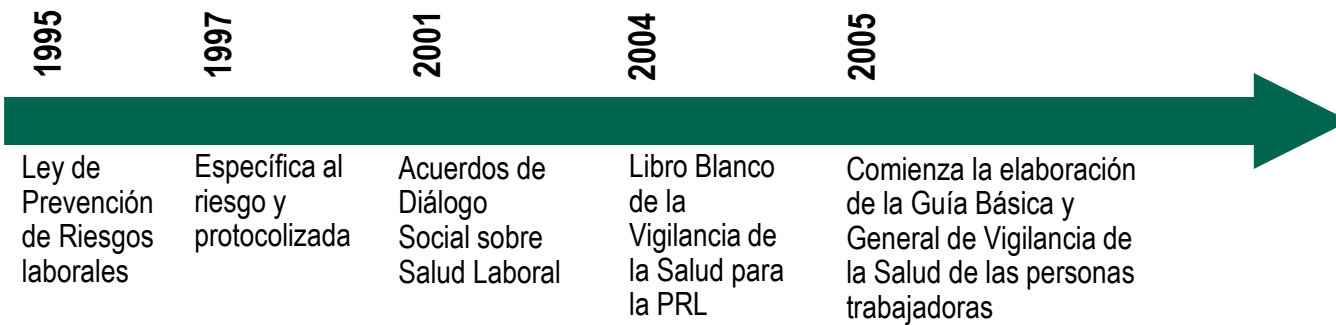 1995
1997
2001
2004
2005
Ley de
Prevención
de Riesgos
laborales
Específica al
riesgo y
protocolizada
Acuerdos de
Diálogo
Social sobre
Salud Laboral
Libro Blanco
de la
Vigilancia de
la Salud para
la PRL
Comienza la elaboración
de la Guía Básica y
General de Vigilancia de
la Salud de las personas
trabajadoras